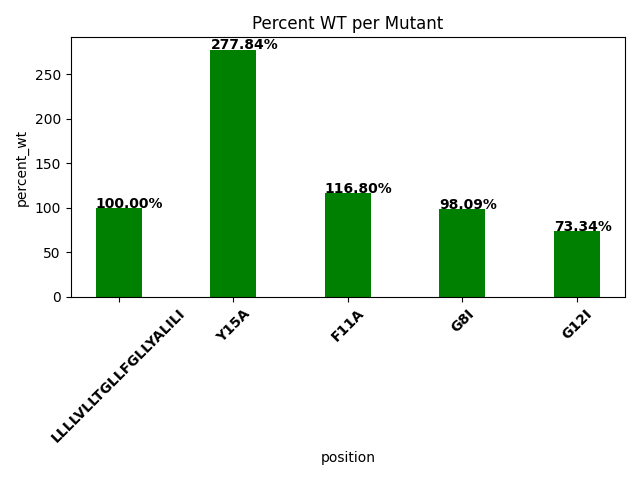 Percent WT per Mutant
percent_wt
250
200
150
100
50
0
100.00%
277.84%
116.80%
98.09%
73.34%
LLLLVLLTGLLFGLLYALILI
Y15A
F11A
G8I
G12I
position